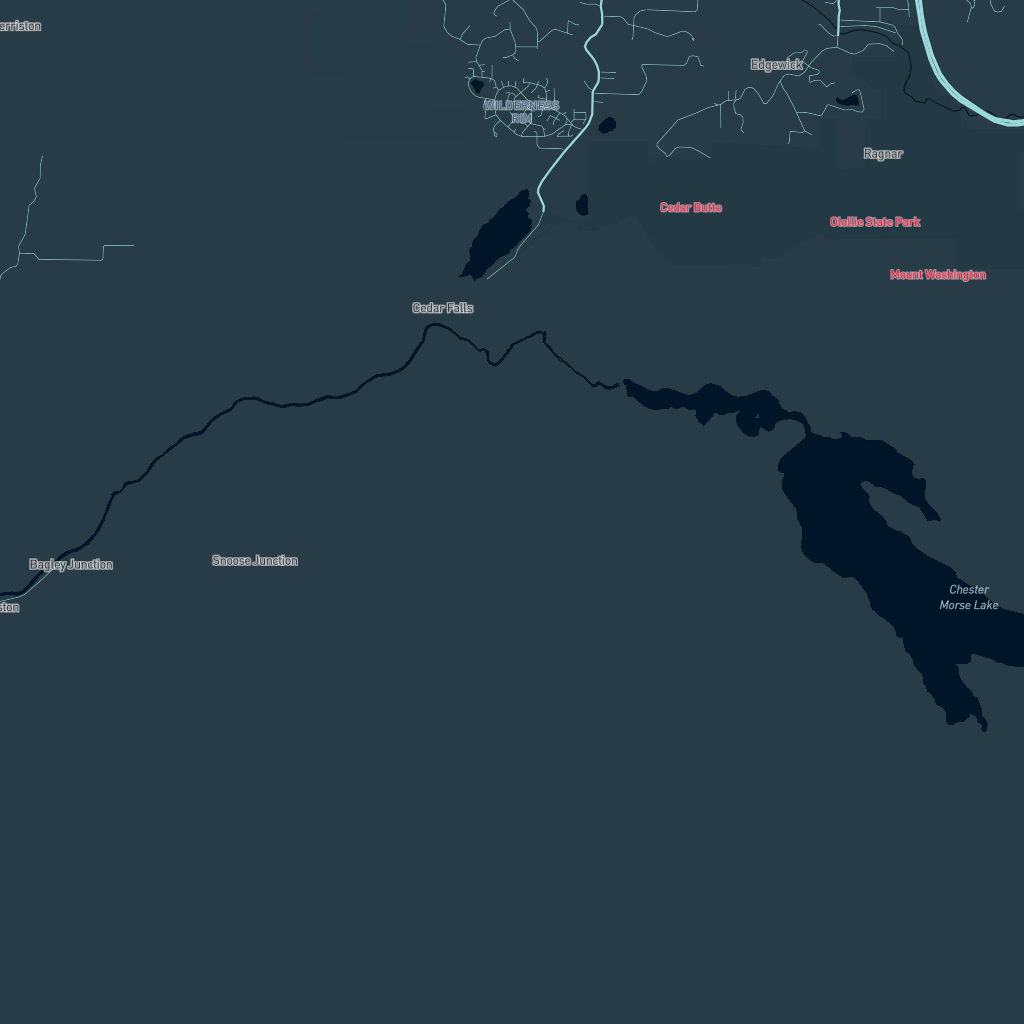 erriston
Edgewick
WILDERNESS
RIM
Ragnar
Cedar Butte
Olallie State Park
Mount Washington
Cedar Falls
Bagley Junction
Snoose Junction
Chester
Morse Lake
ston